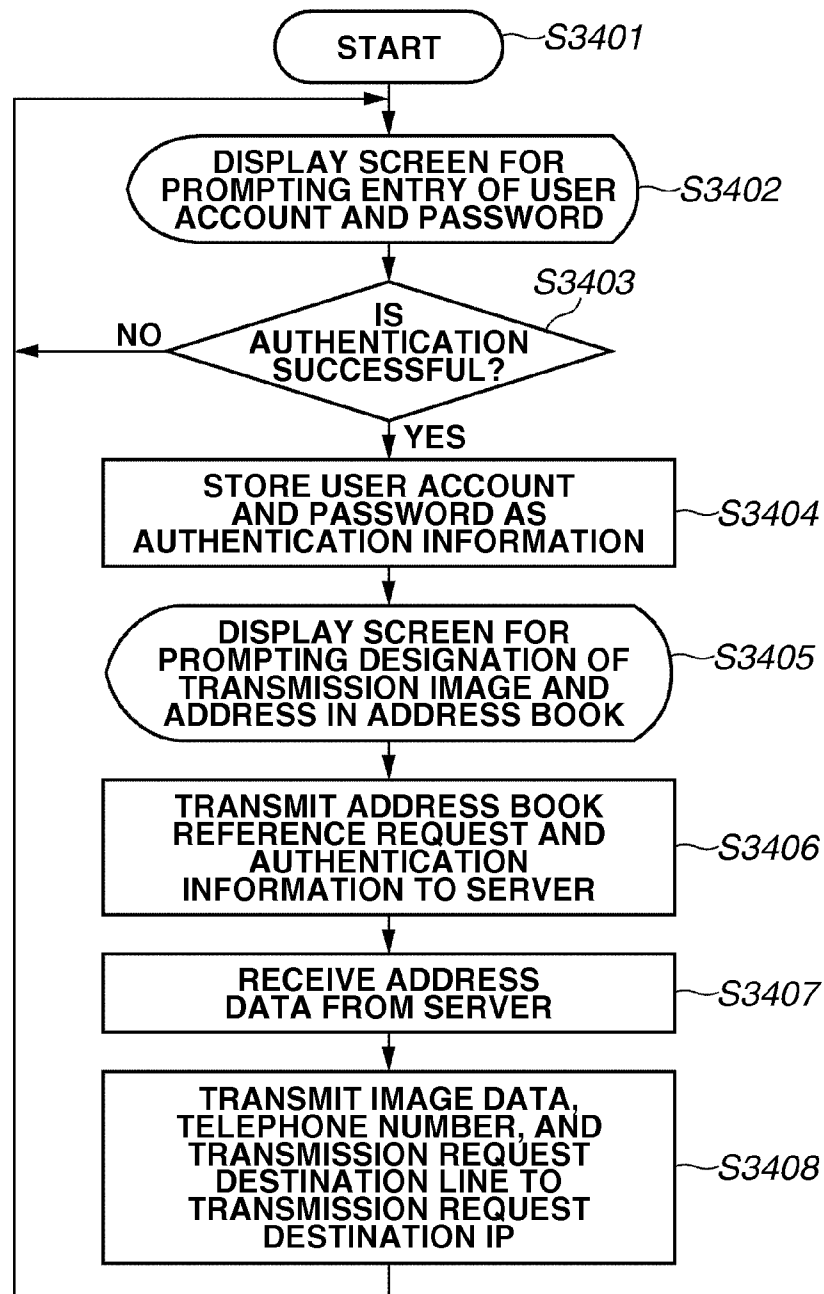 START
S3401
DISPLAY SCREEN FOR
PROMPTING ENTRY OF USER
ACCOUNT AND PASSWORD
S3402
S3403
IS
AUTHENTICATION
SUCCESSFUL?
NO
YES
STORE USER ACCOUNT
AND PASSWORD AS
AUTHENTICATION INFORMATION
S3404
DISPLAY SCREEN FOR
PROMPTING DESIGNATION OF
TRANSMISSION IMAGE AND
ADDRESS IN ADDRESS BOOK
S3405
TRANSMIT ADDRESS BOOK
REFERENCE REQUEST AND
AUTHENTICATION
INFORMATION TO SERVER
S3406
RECEIVE ADDRESS
DATA FROM SERVER
S3407
TRANSMIT IMAGE DATA,
TELEPHONE NUMBER, AND
TRANSMISSION REQUEST
DESTINATION LINE TO
TRANSMISSION REQUEST
DESTINATION IP
S3408